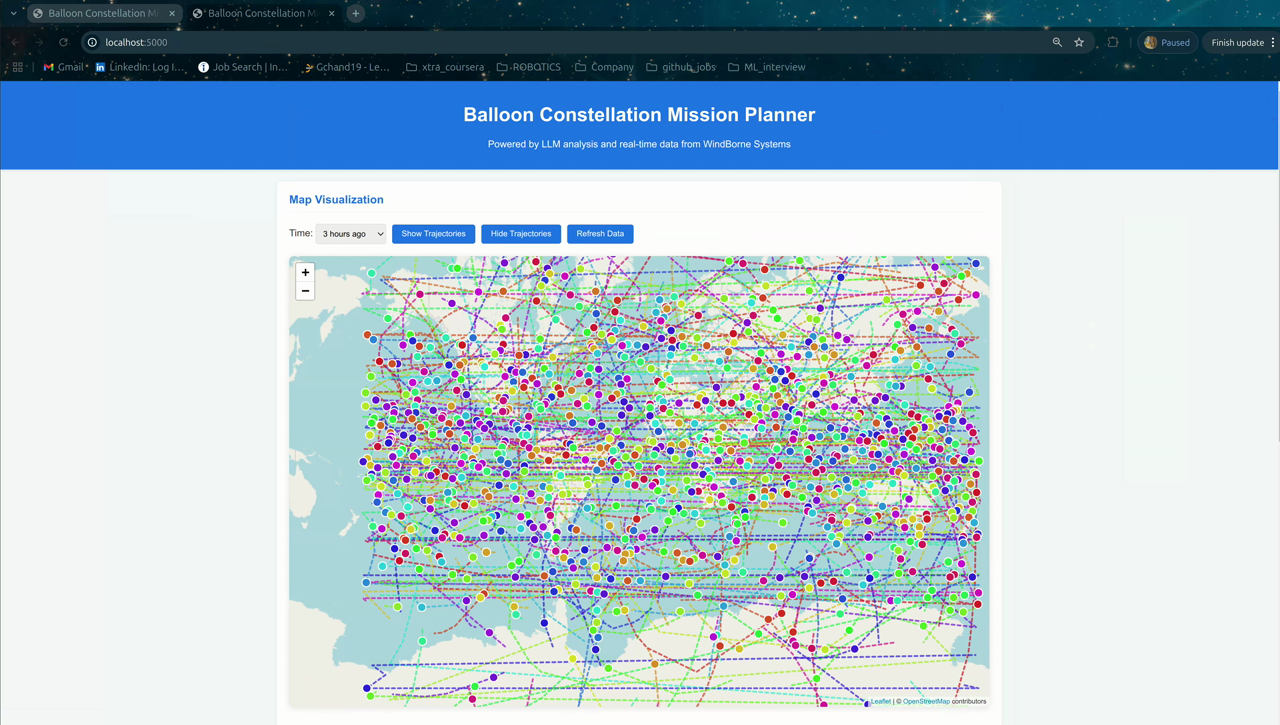 Balloon Constellation Mi
Balloon Constellation M
localhost:5000
Paused
Finish update
Gmail
LinkedIn: Log I...
Job Search | In...
Gchand19 - Le...
xtra_coursera
-ROBOTICS
Company
github_jobs
ML_interview
Balloon Constellation Mission Planner
Powered by LLM analysis and real-time data from WindBorne Systems
Map Visualization
Time: 3 hours ago Show Trajectories Hide Trajectories Refresh Data
+
−
Leaflet | © OpenStreetMap contributors